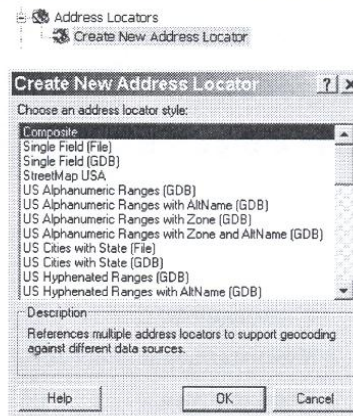 Address Locators
Create New Address Locator
Create New Address Locator ? x
Choose an address locator style:
Composite
Single Field (File)
Single Field (GDB)
StreetMap USA
US Alphanumeric Ranges (GDB)
US Alphanumeric Ranges with AltName (GDB)
US Alphanumeric Ranges with Zone (GDB)
US Alphanumeric Ranges with Zone and AltName (GDB)
US Cities with State (File)
US Cities with State (GDB)
US Hyphenated Ranges (GDB)
US Hyphenated Ranges with AltName (GDB)
Description
References multiple address locators to support geocoding
against different data sources.
Help OK Cancel